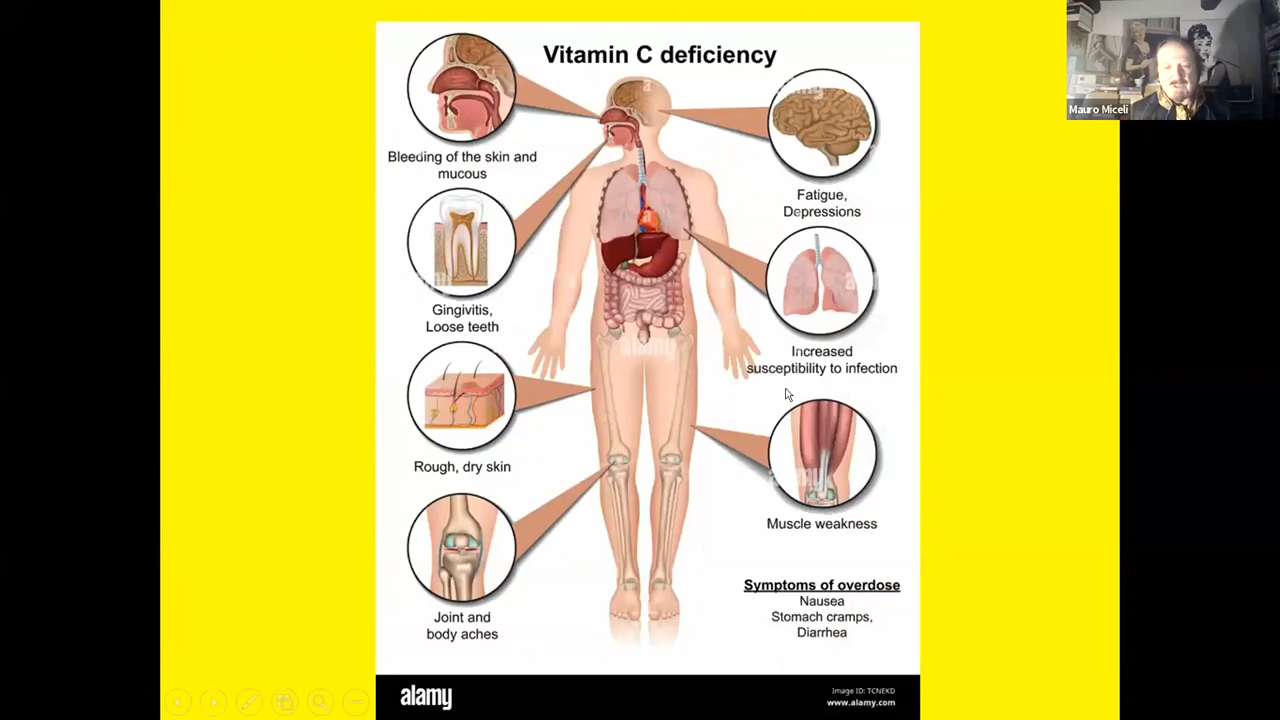 Vitamin C deficiency
Bleeding of the skin and
mucous
Gingivitis,
Loose teeth
Rough, dry skin
Joint and
body aches
Fatigue,
Depressions
Increased
susceptibility to infection
Muscle weakness
Symptoms of overdose
Nausea
Stomach cramps,
Diarrhea
alamy
a
a
alamy
alamy
Image ID: TCNEKD
www.alamy.com
Mauro Miceli